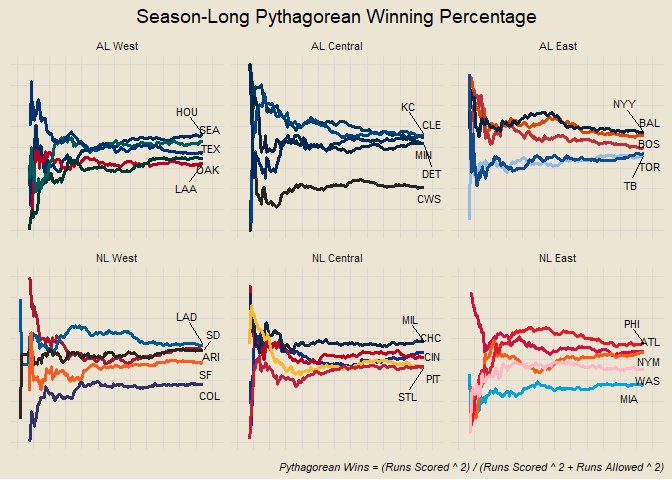 Season-Long Pythagorean Winning Percentage
AL West
AL Central
AL East
HOU
SEA
TEX
OAK
LAA
KC
CLE
MIN
DET
CWS
NYY
BAL
BOS
TOR
TB
NL West
NL Central
NL East
LAD
SD
ARI
SF
COL
MIL
CHC
CIN
PIT
STL
PHI
ATL
NYM
WAS
MIA
Pythagorean Wins = (Runs Scored ^ 2) / (Runs Scored ^ 2 + Runs Allowed ^ 2)